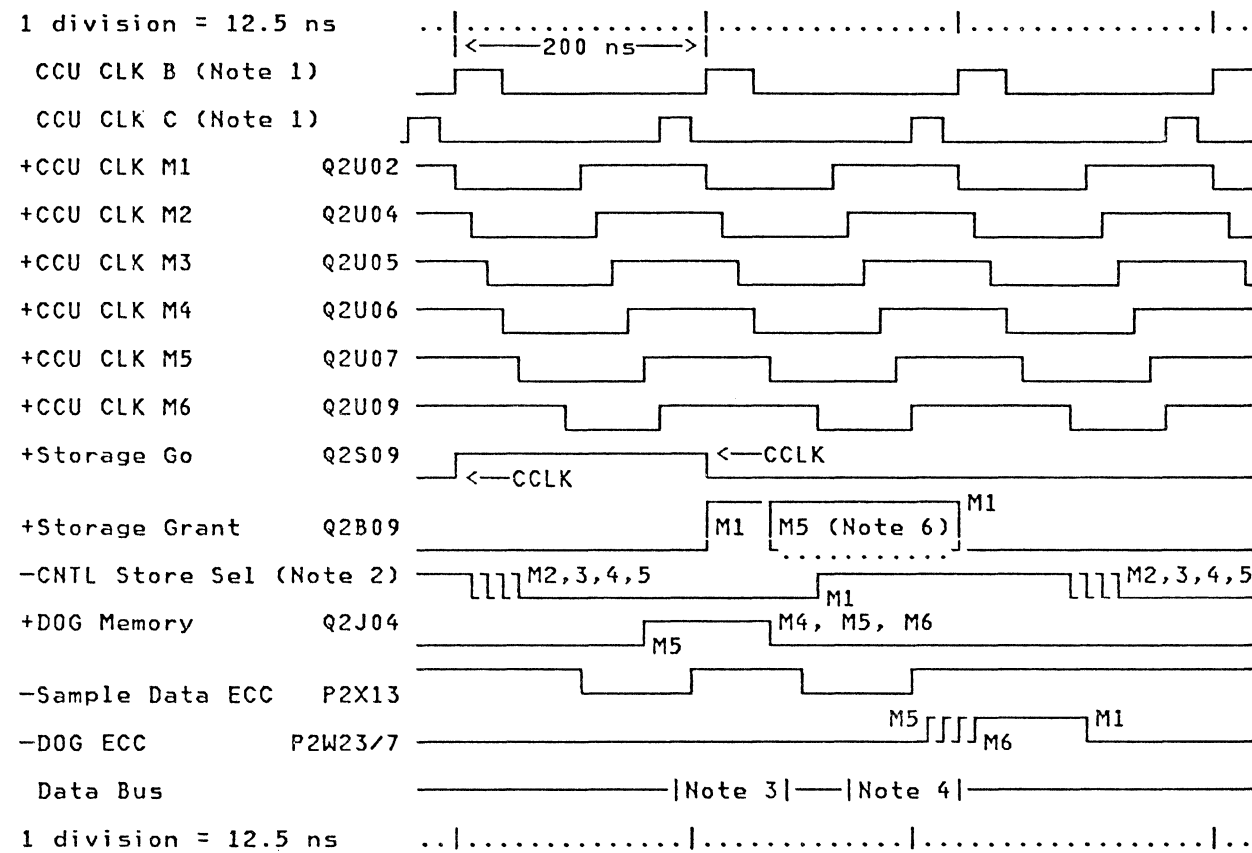 1 division = 12.5 ns
<——200 ns——>
CCU CLK B (Note 1)
CCU CLK C (Note 1)
+CCU CLK M1 Q2U02
+CCU CLK M2 Q2U04
+CCU CLK M3 Q2U05
+CCU CLK M4 Q2U06
+CCU CLK M5 Q2U07
+CCU CLK M6 Q2U09
+Storage Go Q2S09 <—CCLK
<—CCLK
M1
+Storage Grant Q2B09 M1 M5 (Note 6)
—CNTL Store Sel (Note 2) M2,3,4,5 M2,3,4,5
M1
+DOG Memory Q2J04 M4, M5, M6
M5
—Sample Data ECC P2X13
M5 M1
—DOG ECC P2W23/7 M6
Data Bus |Note 3|——|Note 4|
1 division = 12.5 ns